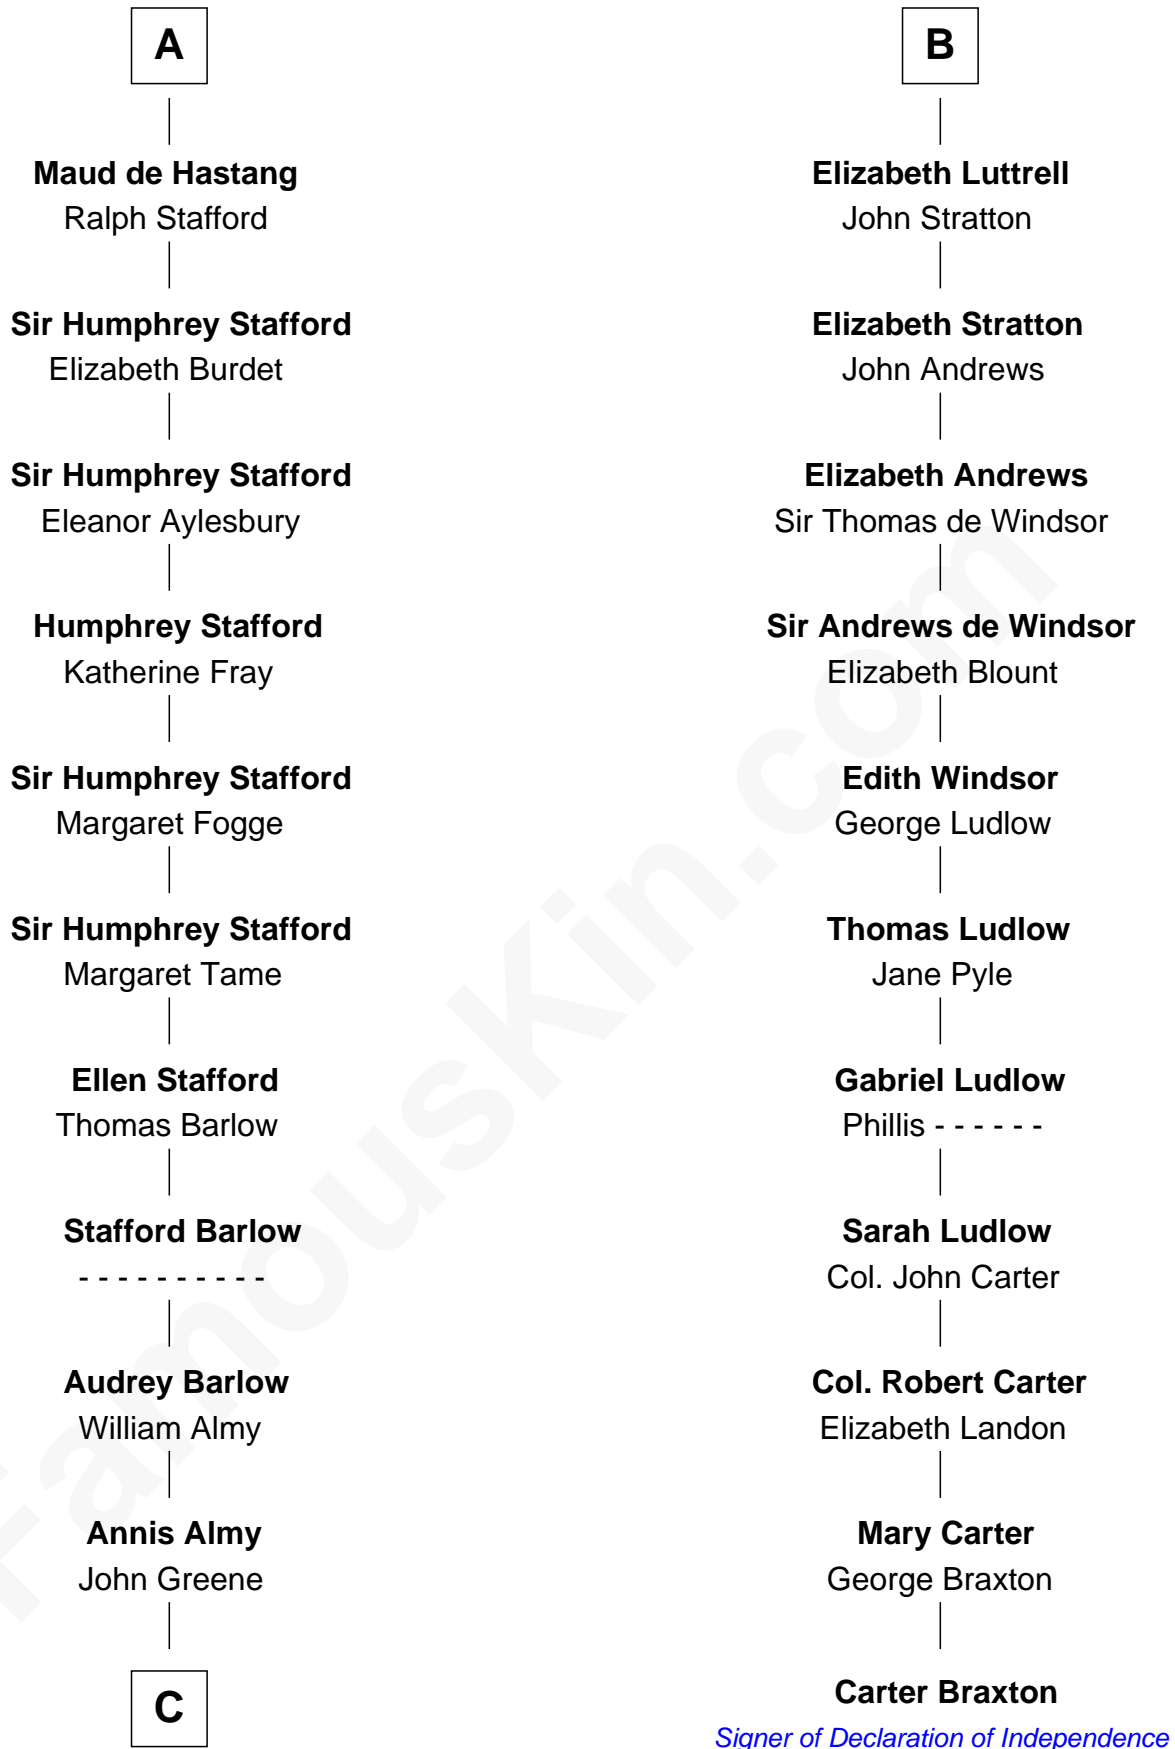 A
Maud de Hastang
Ralph Stafford
Sir Humphrey Stafford
Elizabeth Burdet
Sir Humphrey Stafford
Eleanor Aylesbury
Humphrey Stafford
Katherine Fray
Sir Humphrey Stafford
Margaret Fogge
Sir Humphrey Stafford
Margaret Tame
Ellen Stafford
Thomas Barlow
Stafford Barlow
- - - - - - - - - -
Audrey Barlow
William Almy
Annis Almy
John Greene
C
B
Elizabeth Luttrell
John Stratton
Elizabeth Stratton
John Andrews
Elizabeth Andrews
Sir Thomas de Windsor
Sir Andrews de Windsor
Elizabeth Blount
Edith Windsor
George Ludlow
Thomas Ludlow
Jane Pyle
Gabriel Ludlow
Phillis - - - - - -
Sarah Ludlow
Col. John Carter
Col. Robert Carter
Elizabeth Landon
Mary Carter
George Braxton
Carter Braxton
Signer of Declaration of Independence
FamousKin.com